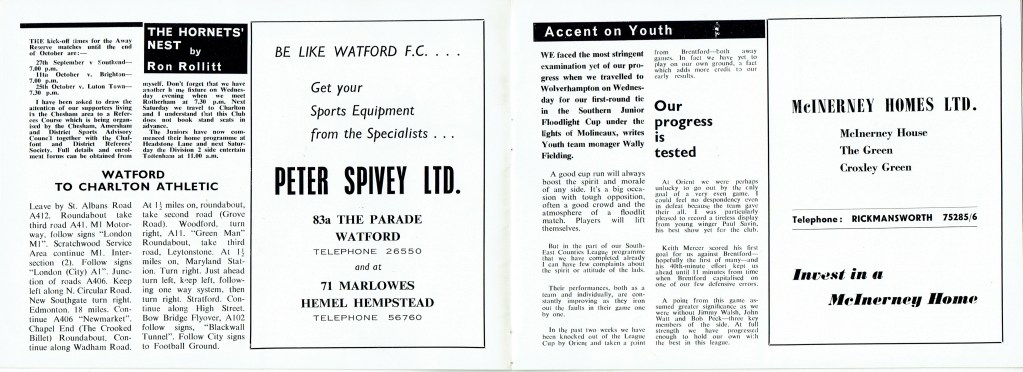 THE HORNETS'
NEST by
Ron Rollitt
THE kick-off times for the Away
Reserve matches until the end
of October are:—
27th September v Southend—
7.00 p.m.
11th October v. Brighton—
7.00 p.m.
25th October v. Luton Town—
7.30 p.m.
I have been asked to draw the
attention of our supporters living
in the Chesham area to a Refer-
ees Course which is being organ-
ised by the Chesham, Amersham
and District Sports Advisory
Council together with the Chal-
font and District Referees'
Society. Full details and enrol-
ment forms can be obtained from
myself. Don't forget that we have
another home fixture on Wednes-
day evening when we meet
Rotherham at 7.30 p.m. Next
Saturday we travel to Charlton
and I understand that this Club
does not book stand seats in
advance.
The Juniors have now com-
menced their home programme at
Headstone Lane and next Satur-
day the Division 2 side entertain
Tottenham at 11.00 a.m.
WATFORD
TO CHARLTON ATHLETIC
Leave by St. Albans Road
A412. Roundabout take
third road A41. M1 Motor-
way, follow signs "London
M1". Scratchwood Service
Area continue M1. Inter-
section (2). Follow signs
"London (City) A1". Junc-
tion of roads A406. Keep
left along N. Circular Road.
New Southgate turn right.
Edmonton. 18 miles. Con-
tinue A406 "Newmarket".
Chapel End (The Crooked
Billet) Roundabout. Con-
tinue along Wadham Road.
At 1½ miles on, roundabout,
take second road (Grove
Road). Woodford, turn
right, A11. "Green Man"
Roundabout, take third
road, Leytonstone. At 1½
miles on, Maryland Stat-
ion. Turn right. Just ahead
turn left, keep left, follow-
ing one way system, then
turn right. Stratford. Con-
tinue along High Street.
Bow Bridge Flyover, A102
follow signs, "Blackwall
Tunnel". Follow City signs
to Football Ground.
BE LIKE WATFORD F.C. . . .
Get your
Sports Equipment
from the Specialists . . .
PETER SPIVEY LTD.
83a THE PARADE
WATFORD
TELEPHONE 26550
and at
71 MARLOWES
HEMEL HEMPSTEAD
TELEPHONE 56760
Accent on Youth
WE faced the most stringent
examination yet of our pro-
gress when we travelled to
Wolverhampton on Wednes-
day for our first-round tie
in the Southern Junior
Floodlight Cup under the
lights of Molineaux, writes
Youth team manager Wally
Fielding.
A good cup run will always
boost the spirit and morale
of any side. It's a big occa-
sion with tough opposition,
often a good crowd and the
atmosphere of a floodlit
match. Players will lift
themselves.
But in the part of our South-
East Counties League programme
that we have completed already
I can have few complaints about
the spirit or attitude of the lads.
Their performances, both as a
team and individually, are con-
stantly improving as they iron
out the faults in their game one
by one.
In the past two weeks we have
been knocked out of the League
Cup by Orient and taken a point
from Brentford—both away
games. In fact we have yet to
play on our own ground, a fact
which adds more credit to our
early results.
Our
progress
is
tested
At Orient we were perhaps
unlucky to go out by the only
goal of a very even game. I
could feel no despondency even
in defeat because the team gave
their all. I was particularly
pleased to record a fitness display
from young winger Paul Savin,
his best show yet for the club.
Keith Mercer scored his first
goal for us against Brentford—
hopefully the first of many—and
his 40th-minute effort kept us
ahead until 11 minutes from time
when Brentford capitalised on
one of our few defensive errors.
A point from this game as-
sumed greater significance as we
were without Jimmy Walsh, John
Watt and Bob Peck—three key
members of the side. At full
strength we have progressed
enough to hold our own with
the best in this league.
McINERNEY HOMES LTD.
McInerney House
The Green
Croxley Green
Telephone: RICKMANSWORTH 75285/6
Invest in a
McInerney Home